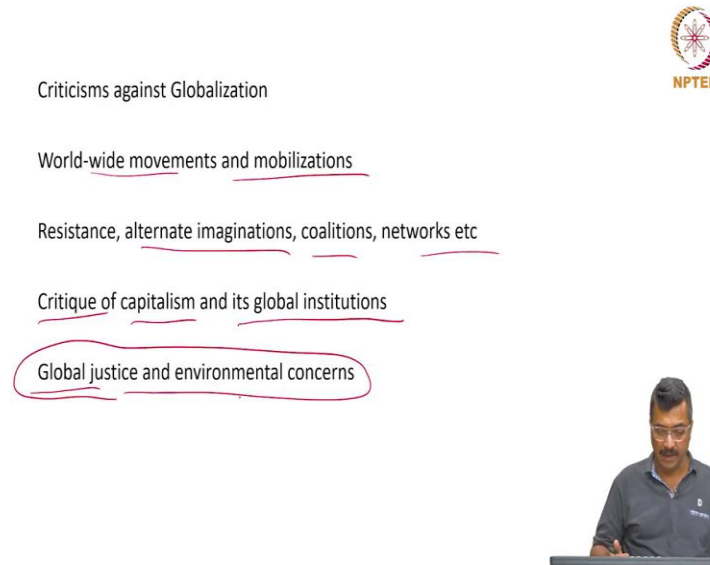 NPTEL
Criticisms against Globalization
World-wide movements and mobilizations
Resistance, alternate imaginations, coalitions, networks etc
Critique of capitalism and its global institutions
Global justice and environmental concerns